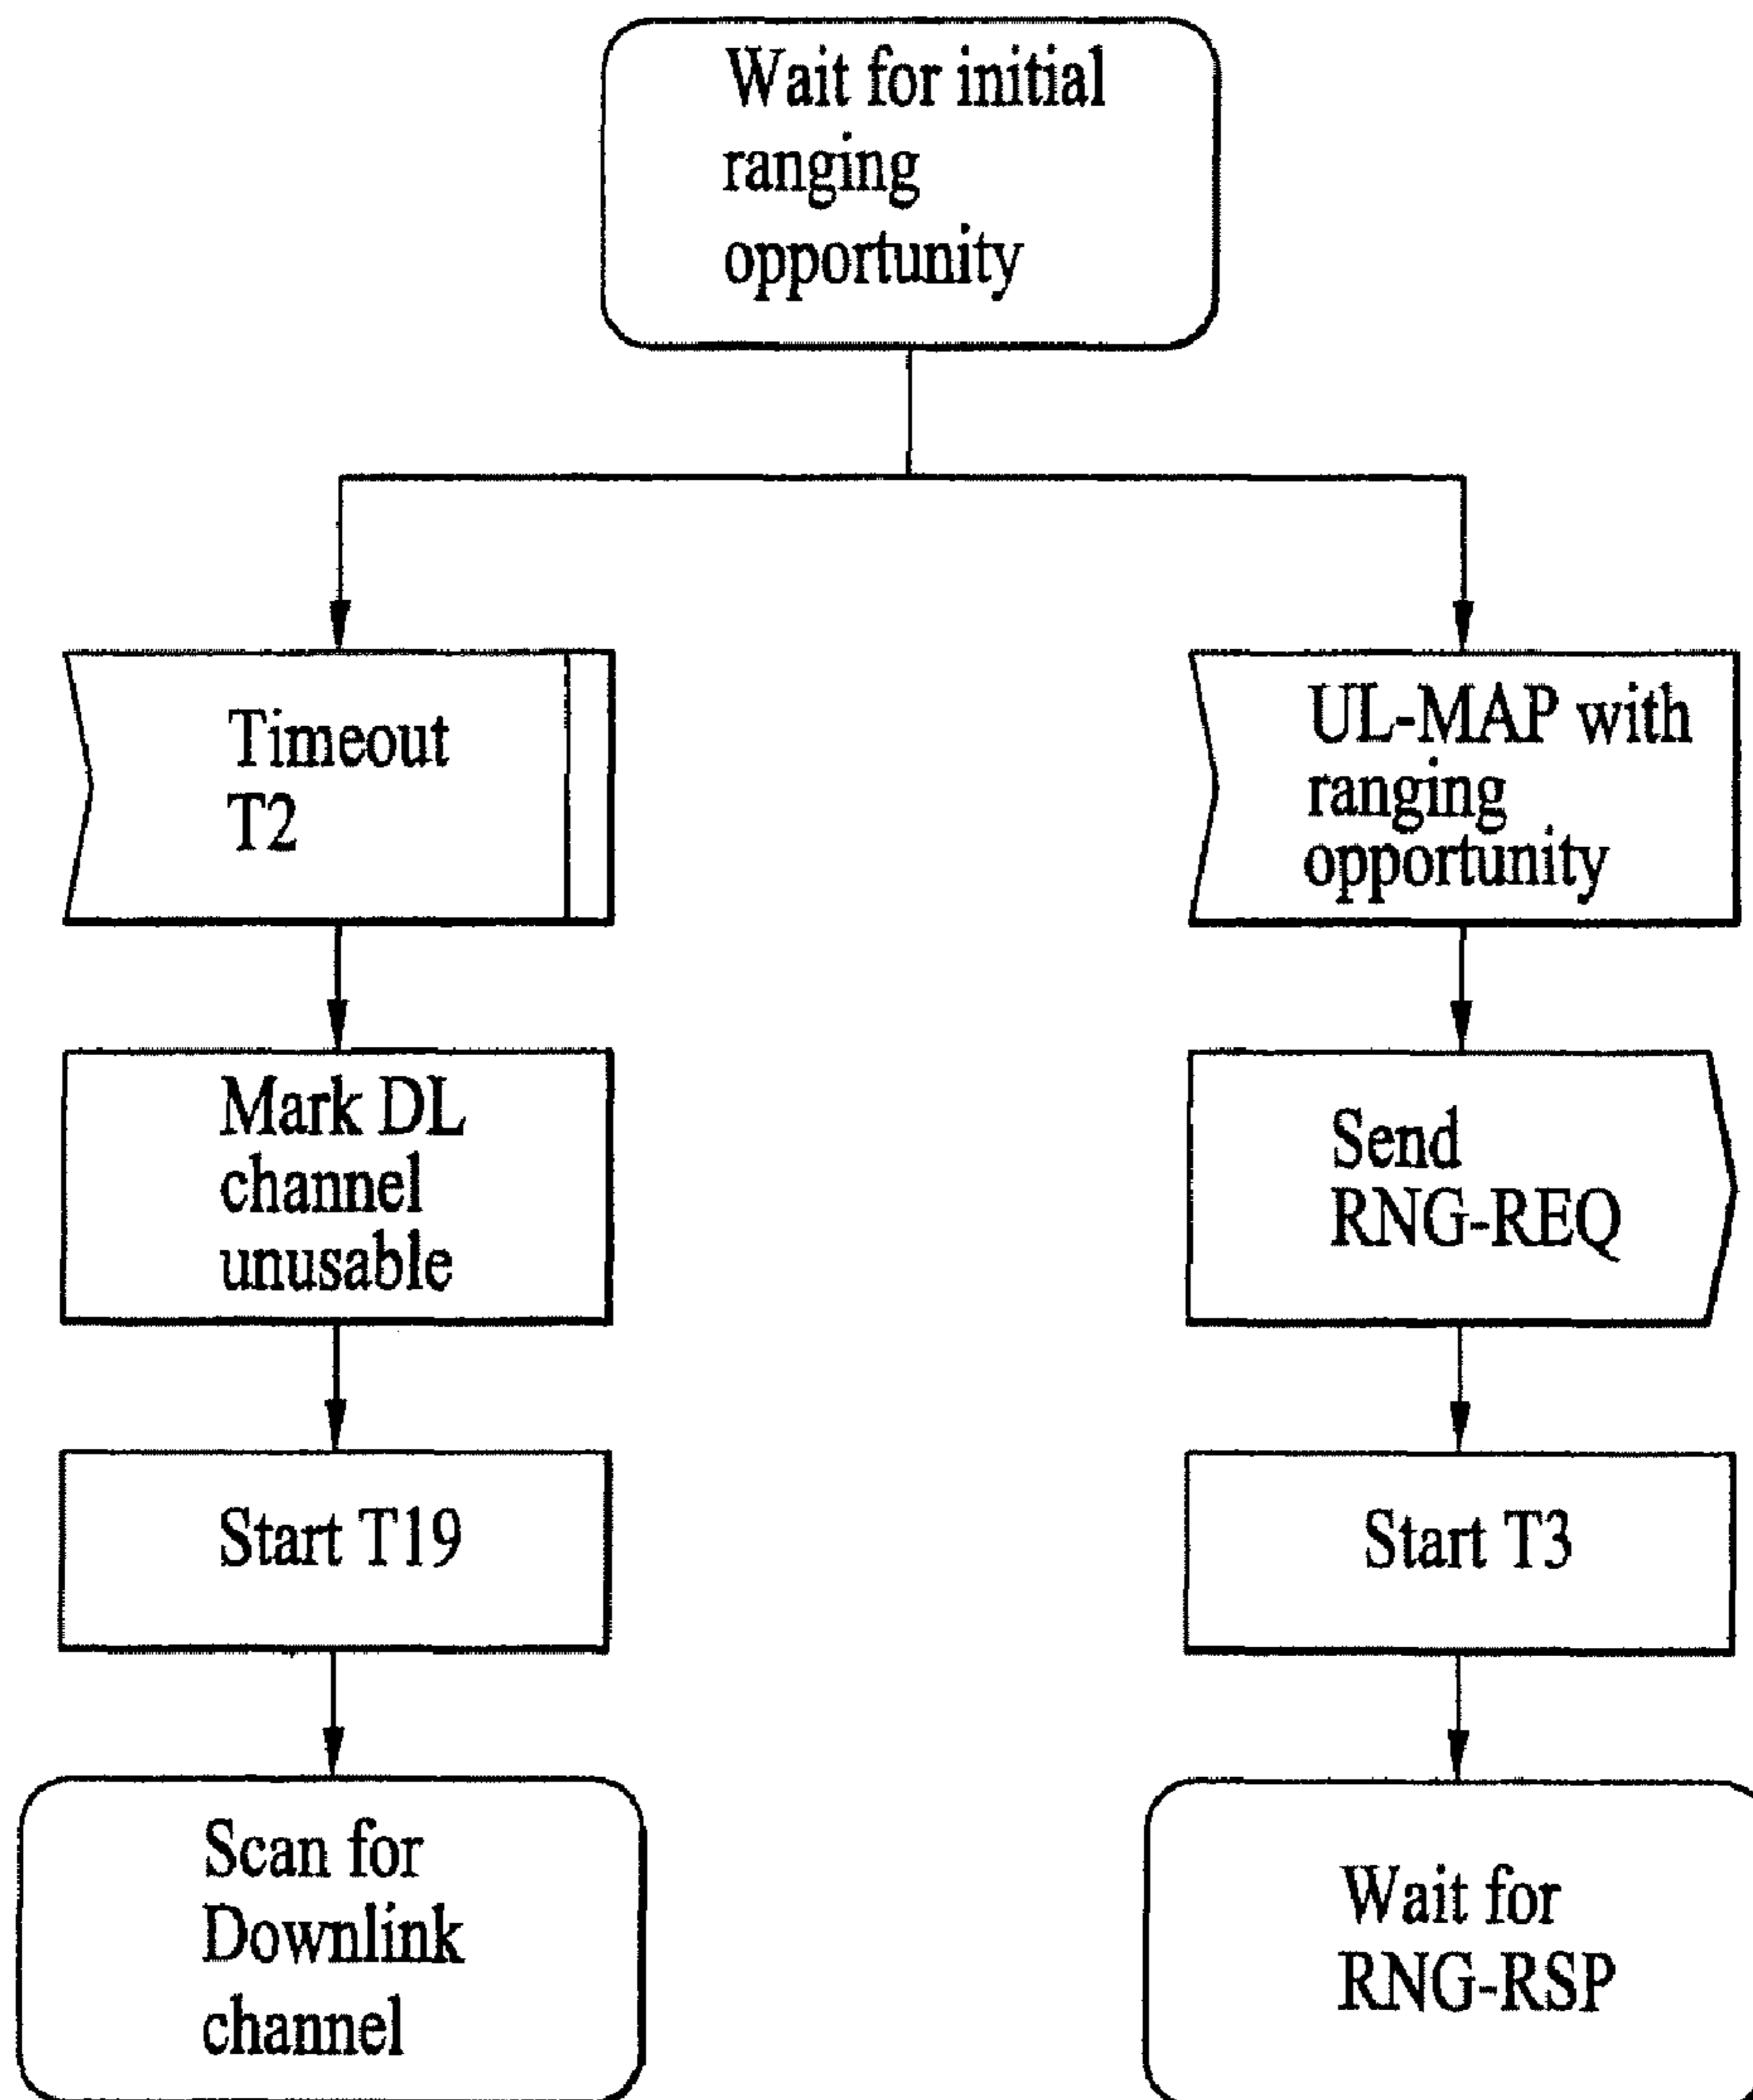 Wait for initial
ranging
opportunity
Timeout
T2
UL-MAP with
ranging
opportunity
Mark DL
channel
unusable
Send
RNG-REQ
Start T19
Start T3
Scan for
Downlink
channel
Wait for
RNG-RSP